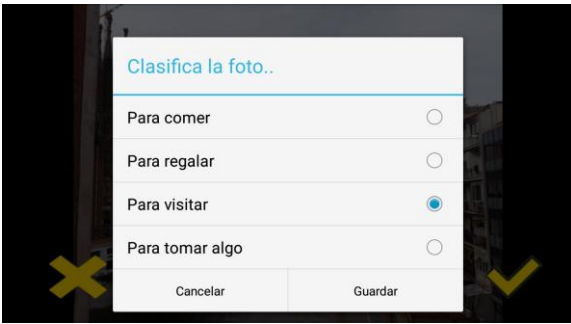 Clasifica la foto..
Para comer
Para regalar
Para visitar
Para tomar algo
Cancelar Guardar